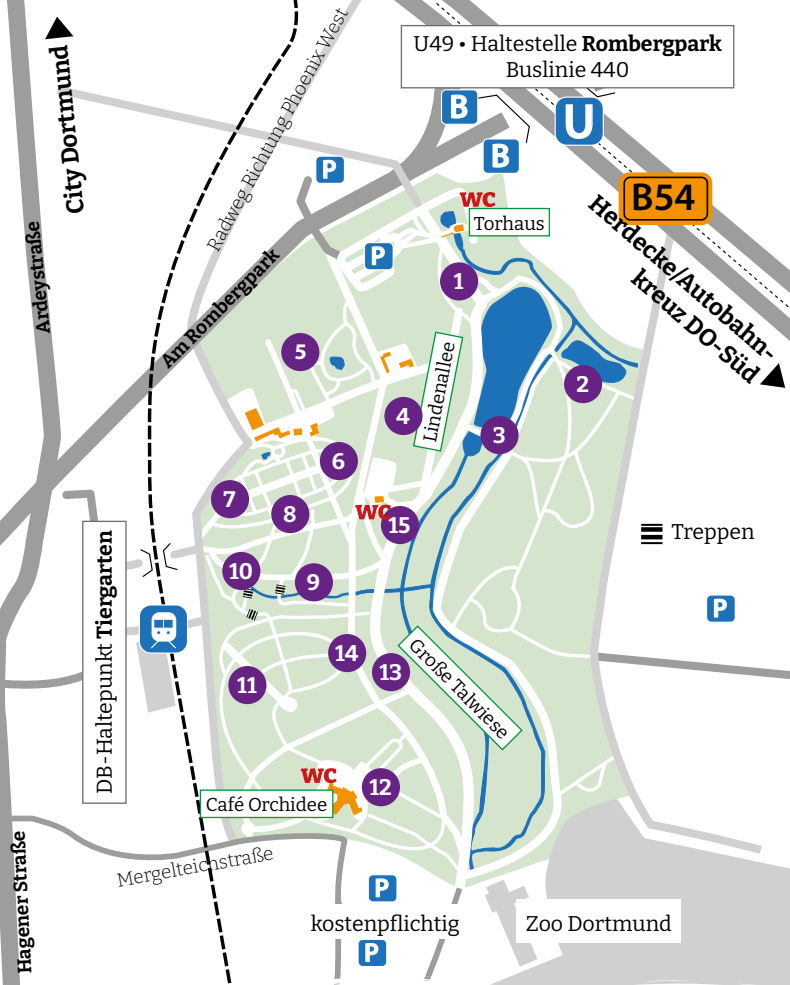 U49 • Haltestelle Rombergpark
Buslinie 440
City Dortmund
Radweg Richtung Phoenix West
B
B
U
B54
P
WC
Torhaus
Herdecke/Autobahn-
kreuz DO-Süd
Ardeystraße
Am Rombergpark
P
1
5
Lindenallee
2
4
3
6
7
8
WC
15
Treppen
10
9
DB-Haltepunkt Tiergarten
P
14
13
Große Talwiese
11
WC
12
Café Orchidee
Mergelteichstraße
Hagener Straße
P
kostenpflichtig
Zoo Dortmund
P